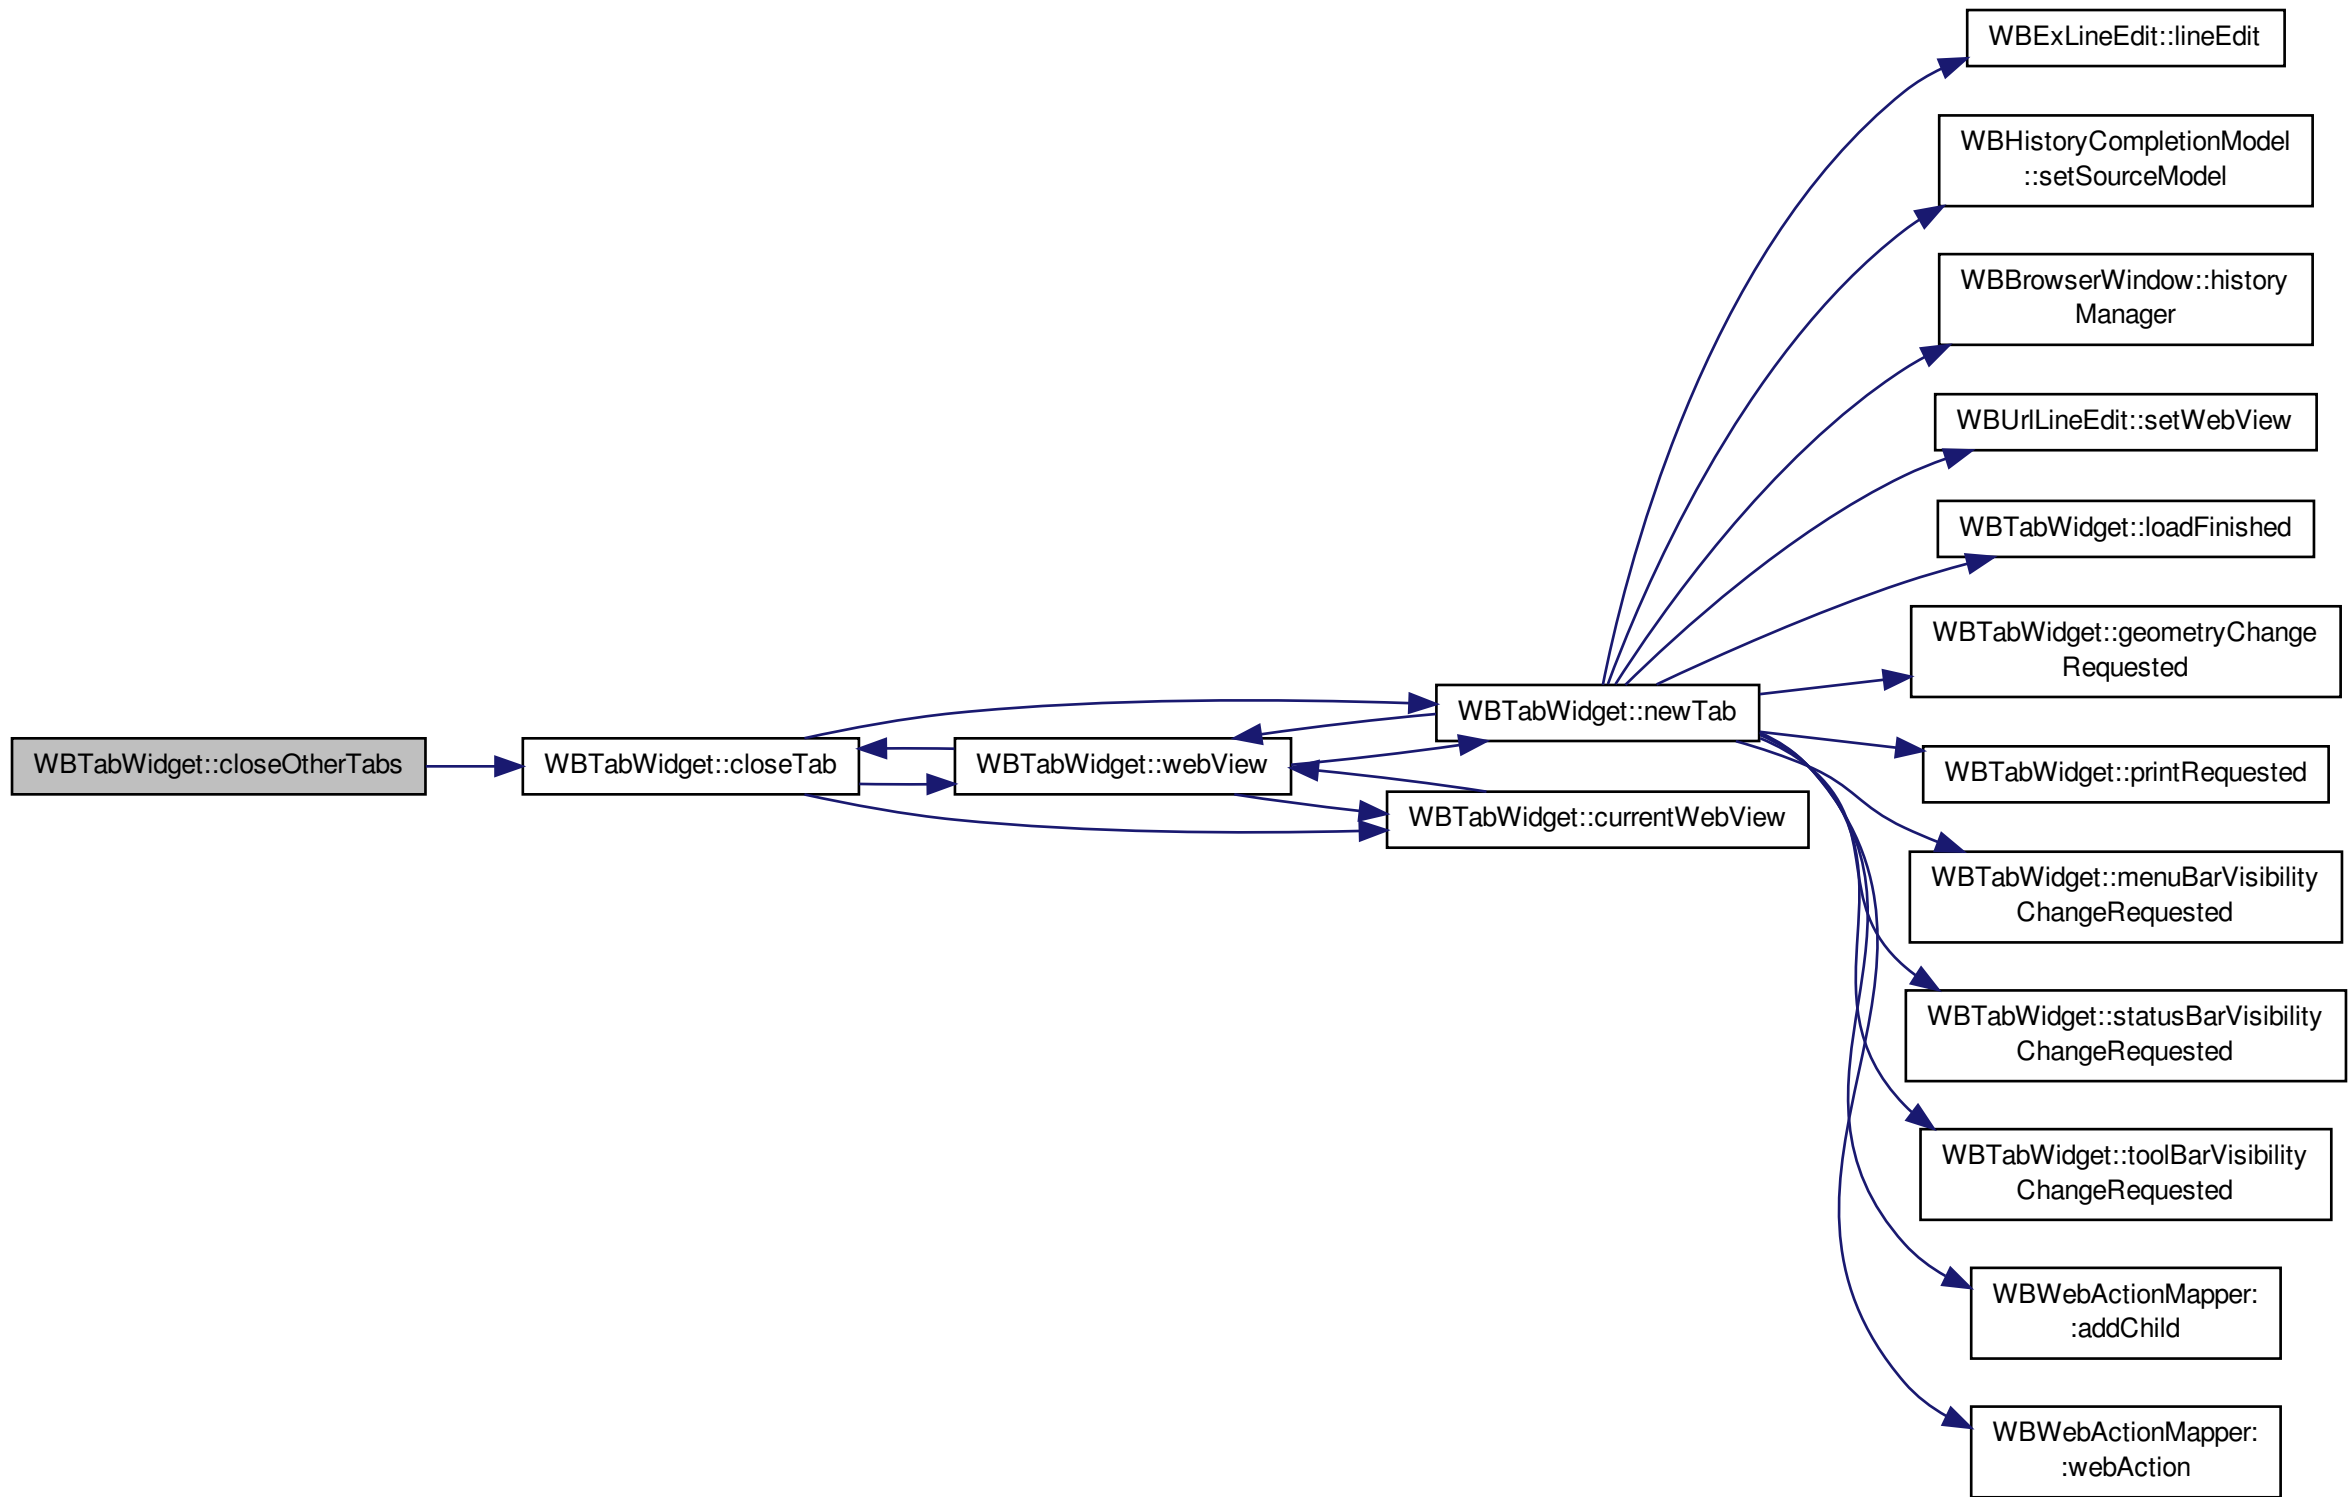 WBExLineEdit::lineEdit
WBHistoryCompletionModel
::setSourceModel
WBBrowserWindow::history
Manager
WBUrlLineEdit::setWebView
WBTabWidget::loadFinished
WBTabWidget::geometryChange
Requested
WBTabWidget::newTab
WBTabWidget::closeOtherTabs
WBTabWidget::closeTab
WBTabWidget::webView
WBTabWidget::printRequested
WBTabWidget::currentWebView
WBTabWidget::menuBarVisibility
ChangeRequested
WBTabWidget::statusBarVisibility
ChangeRequested
WBTabWidget::toolBarVisibility
ChangeRequested
WBWebActionMapper:
:addChild
WBWebActionMapper:
:webAction